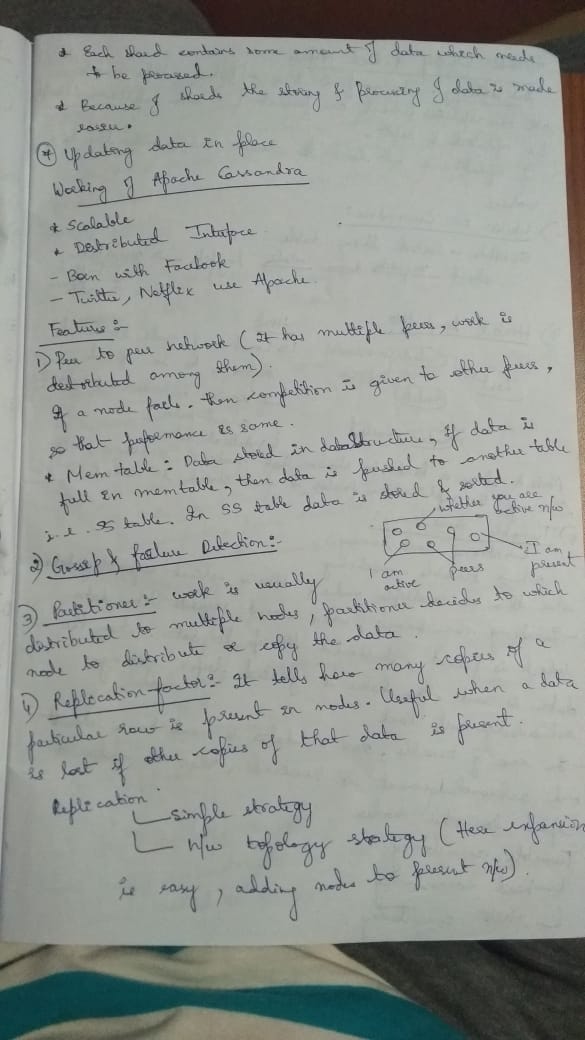 * Each shard contains some amount of data which needs
to be processed.
* Because of shards the storing & processing of data is made
easier.
(*) Updating data in place
Working of Apache Cassandra
* Scalable
* Distributed Interface
- Born with Facebook
- Twitter, Netflix use Apache.
Features :-
1) Peer to peer network ( It has multiple peers, work is
distributed among them).
If a node fails. then competition is given to other peers,
so that performance is same.
* Mem table : Data stored in datastructure, If data is
full in memtable, then data is pushed to another table
i.e. SS table. In SS table data is stored & sorted.
whether you are
active n/w
2) Gossip & failure Detection :-
I am
present
peers
I am
active
3) Partitioner :- work is usually
distributed to multiple nodes, partitioner decides to which
node to distribute or copy the data.
4) Replication factor :- It tells how many copies of a
particular row is present in nodes. Useful when a data
is lost if other copies of that data is present.
Replication
simple strategy
n/w topology strategy ( Here expansion
is easy, adding nodes to present n/w).